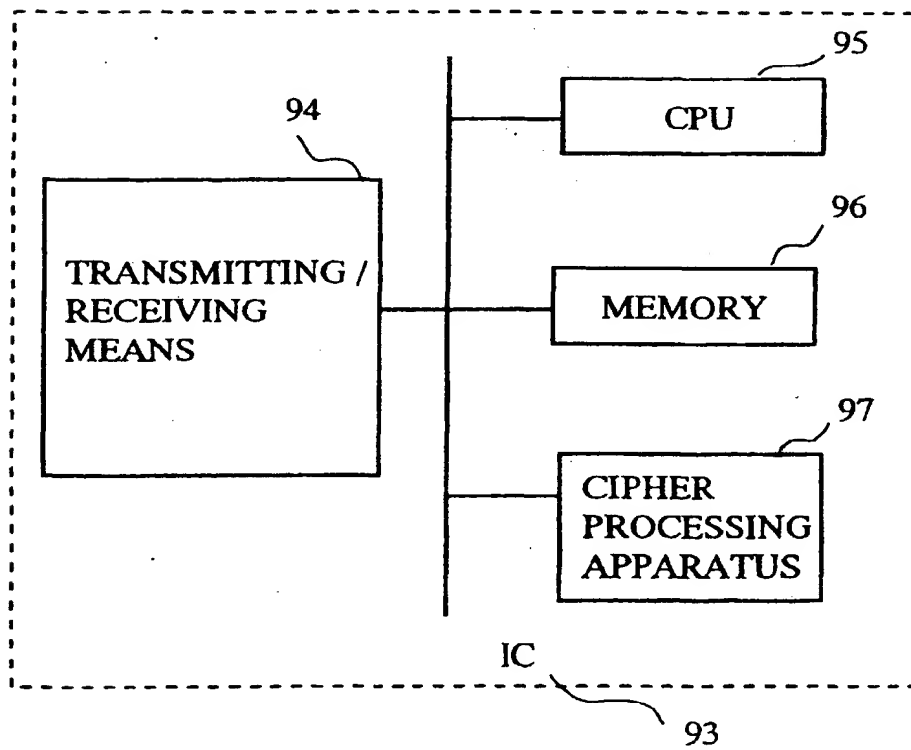 95
CPU
94
96
TRANSMITTING /
RECEIVING
MEANS
MEMORY
97
CIPHER
PROCESSING
APPARATUS
IC
93